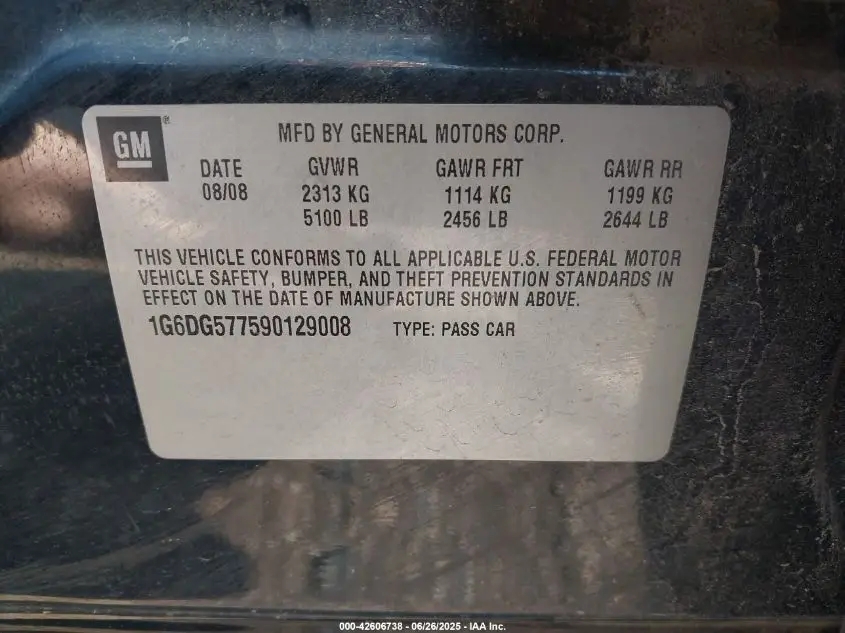 GM®
MFD BY GENERAL MOTORS CORP.
DATE GVWR GAWR FRT GAWR RR
08/08 2313 KG 1114 KG 1199 KG
5100 LB 2456 LB 2644 LB
THIS VEHICLE CONFORMS TO ALL APPLICABLE U.S. FEDERAL MOTOR
VEHICLE SAFETY, BUMPER, AND THEFT PREVENTION STANDARDS IN
EFFECT ON THE DATE OF MANUFACTURE SHOWN ABOVE.
1G6DG577590129008 TYPE: PASS CAR
000-42606738 - 06/26/2025 - IAA Inc.